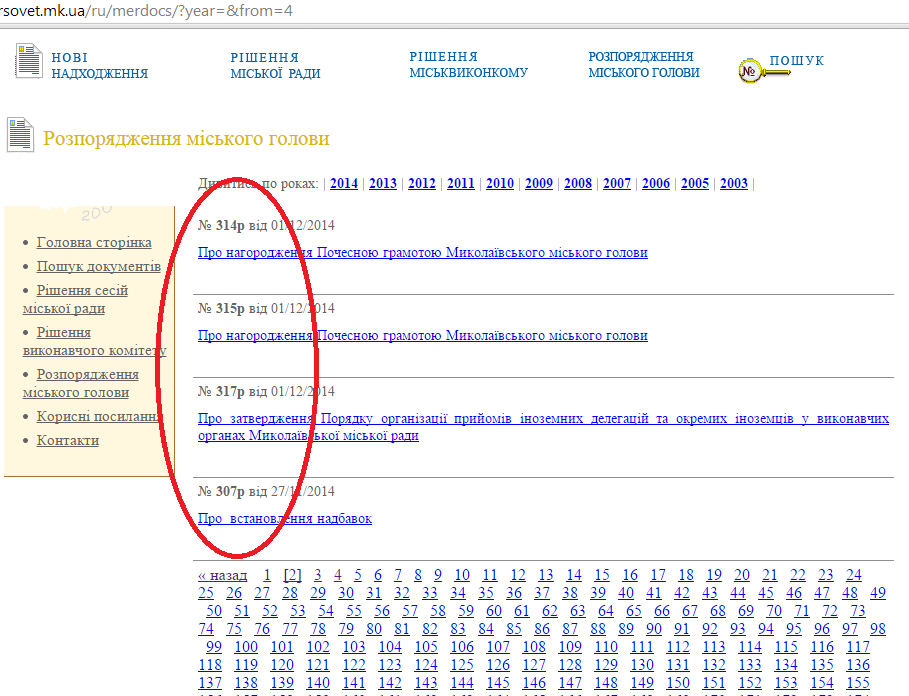 rsovet.mk.ua/ru/merdocs/?year=&from=4
НОВІ
НАДХОДЖЕННЯ
РІШЕННЯ
МІСЬКОЇ РАДИ
РІШЕННЯ
МІСЬКВИКОНКОМУ
РОЗПОРЯДЖЕННЯ
МІСЬКОГО ГОЛОВИ
№ ПОШУК
Розпорядження міського голови
Дивитись по роках: | 2014 | 2013 | 2012 | 2011 | 2010 | 2009 | 2008 | 2007 | 2006 | 2005 | 2003 |
200
• Головна сторінка
• Пошук документів
• Рішення сесій
міської ради
• Рішення
виконавчого комітету
• Розпорядження
міського голови
• Корисні посилання
• Контакти
№ 314р від 01/12/2014
Про нагородження Почесною грамотою Миколаївського міського голови
№ 315р від 01/12/2014
Про нагородження Почесною грамотою Миколаївського міського голови
№ 317р від 01/12/2014
Про затвердження Порядку організації прийомів іноземних делегацій та окремих іноземців у виконавчих
органах Миколаївської міської ради
№ 307р від 27/11/2014
Про встановлення надбавок
« назад 1 [2] 3 4 5 6 7 8 9 10 11 12 13 14 15 16 17 18 19 20 21 22 23 24
25 26 27 28 29 30 31 32 33 34 35 36 37 38 39 40 41 42 43 44 45 46 47 48 49
50 51 52 53 54 55 56 57 58 59 60 61 62 63 64 65 66 67 68 69 70 71 72 73
74 75 76 77 78 79 80 81 82 83 84 85 86 87 88 89 90 91 92 93 94 95 96 97 98
99 100 101 102 103 104 105 106 107 108 109 110 111 112 113 114 115 116 117
118 119 120 121 122 123 124 125 126 127 128 129 130 131 132 133 134 135 136
137 138 139 140 141 142 143 144 145 146 147 148 149 150 151 152 153 154 155